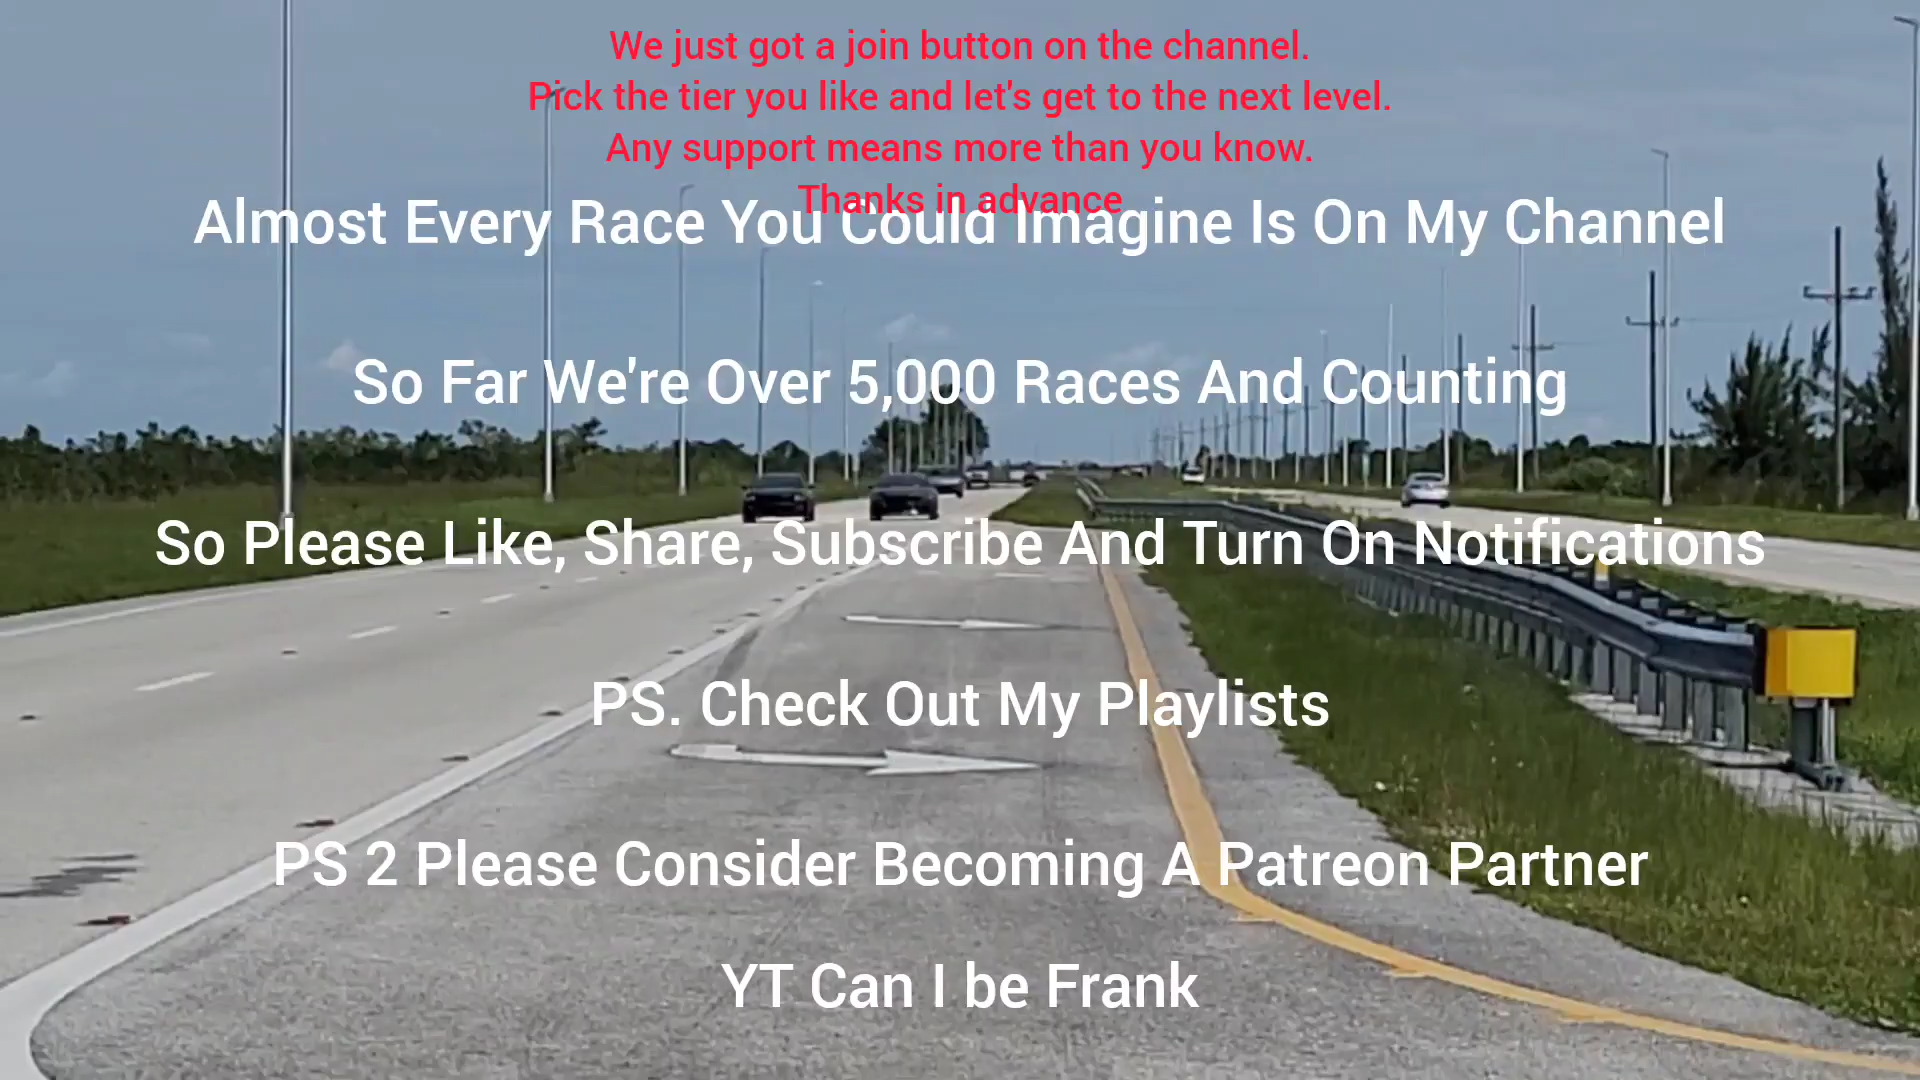 We just got a join button on the channel.
Pick the tier you like and let's get to the next level.
Any support means more than you know.
Thanks in advance
Almost Every Race You Could Imagine Is On My Channel
So Far We're Over 5,000 Races And Counting
So Please Like, Share, Subscribe And Turn On Notifications
PS. Check Out My Playlists
PS 2 Please Consider Becoming A Patreon Partner
YT Can I be Frank